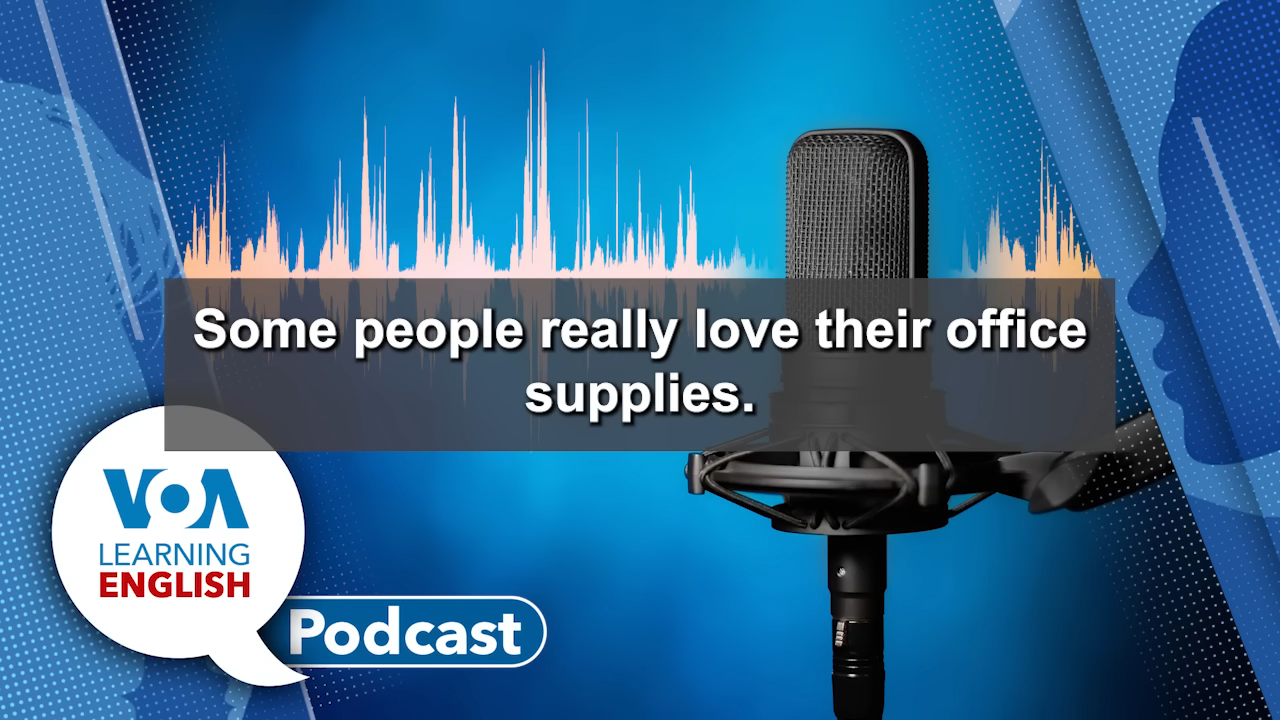 Some people really love their office
supplies.
VOA
LEARNING
ENGLISH
Podcast